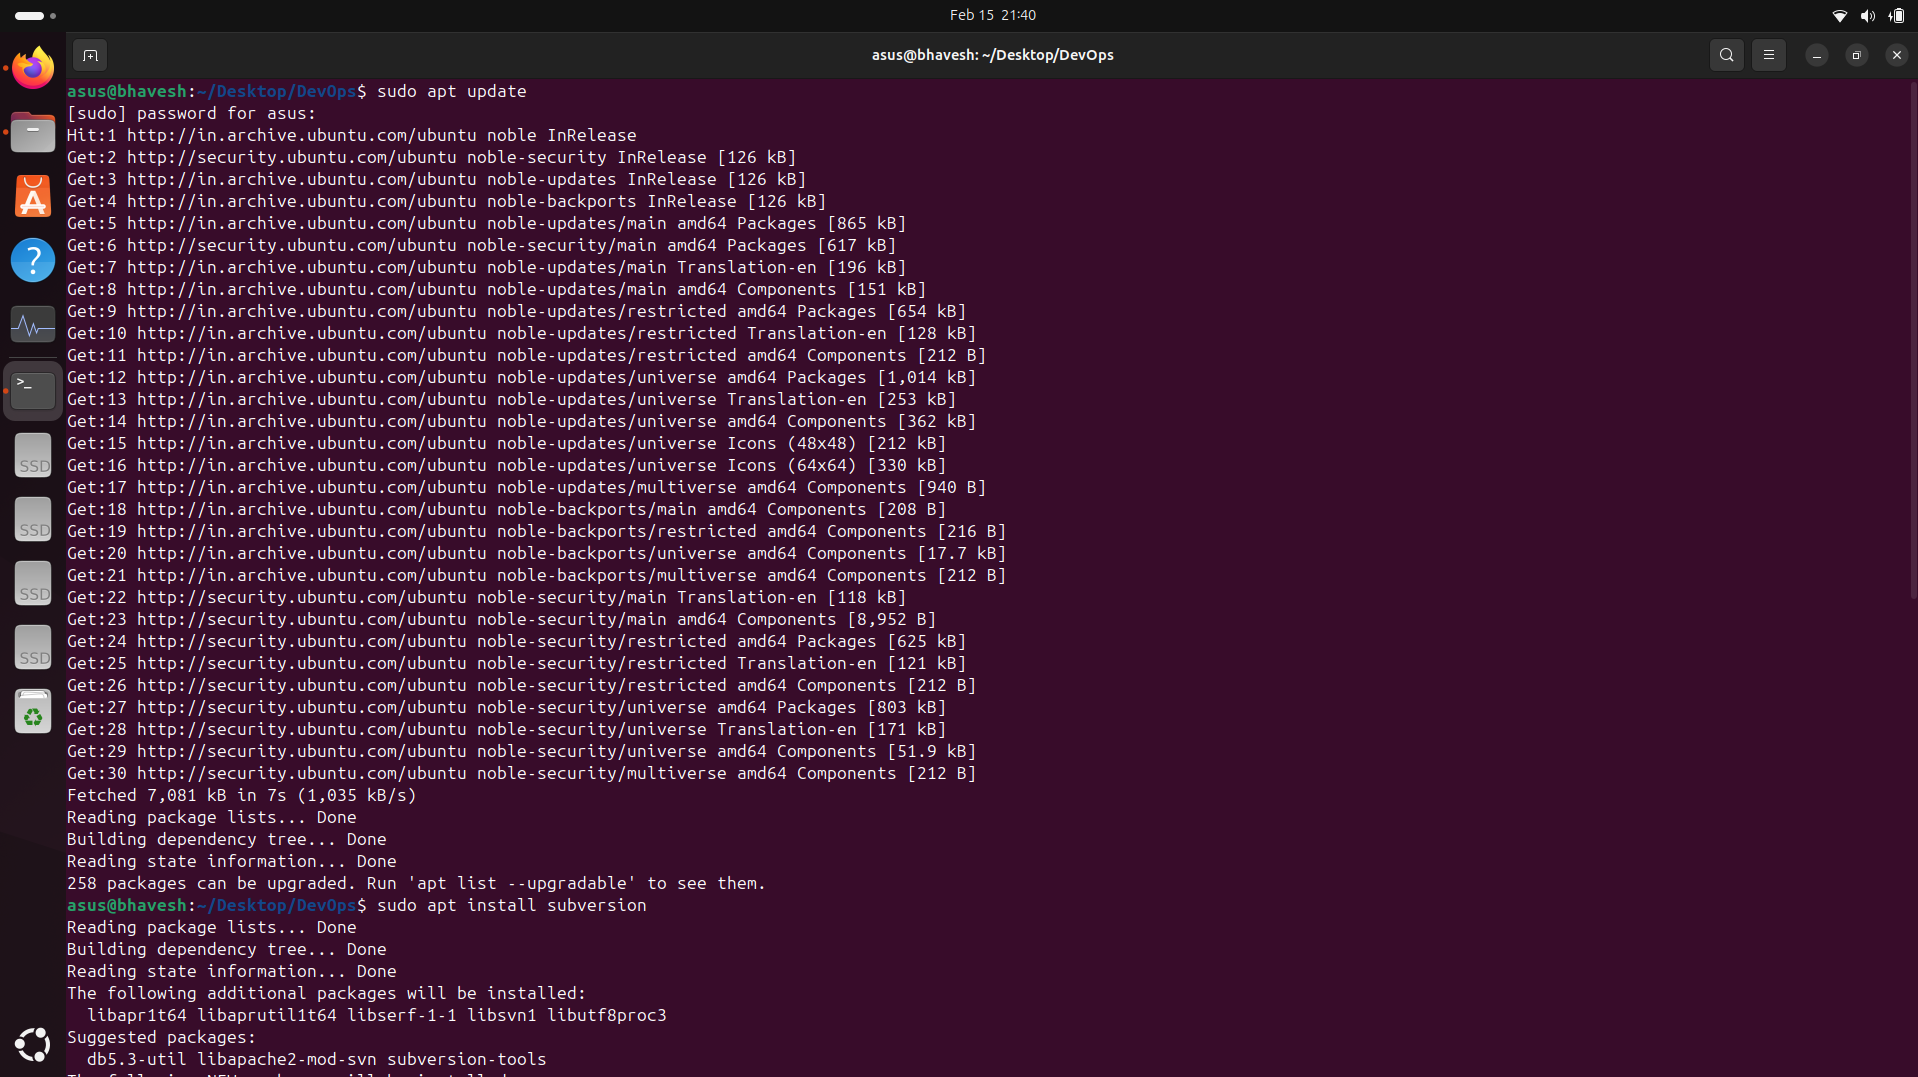 Feb 15 21:40
asus@bhavesh: ~/Desktop/DevOps
asus@bhavesh:~/Desktop/DevOps$ sudo apt update
[sudo] password for asus:
Hit:1 http://in.archive.ubuntu.com/ubuntu noble InRelease
Get:2 http://security.ubuntu.com/ubuntu noble-security InRelease [126 kB]
Get:3 http://in.archive.ubuntu.com/ubuntu noble-updates InRelease [126 kB]
Get:4 http://in.archive.ubuntu.com/ubuntu noble-backports InRelease [126 kB]
Get:5 http://in.archive.ubuntu.com/ubuntu noble-updates/main amd64 Packages [865 kB]
Get:6 http://security.ubuntu.com/ubuntu noble-security/main amd64 Packages [617 kB]
Get:7 http://in.archive.ubuntu.com/ubuntu noble-updates/main Translation-en [196 kB]
Get:8 http://in.archive.ubuntu.com/ubuntu noble-updates/main amd64 Components [151 kB]
Get:9 http://in.archive.ubuntu.com/ubuntu noble-updates/restricted amd64 Packages [654 kB]
Get:10 http://in.archive.ubuntu.com/ubuntu noble-updates/restricted Translation-en [128 kB]
Get:11 http://in.archive.ubuntu.com/ubuntu noble-updates/restricted amd64 Components [212 B]
Get:12 http://in.archive.ubuntu.com/ubuntu noble-updates/universe amd64 Packages [1,014 kB]
Get:13 http://in.archive.ubuntu.com/ubuntu noble-updates/universe Translation-en [253 kB]
Get:14 http://in.archive.ubuntu.com/ubuntu noble-updates/universe amd64 Components [362 kB]
Get:15 http://in.archive.ubuntu.com/ubuntu noble-updates/universe Icons (48x48) [212 kB]
Get:16 http://in.archive.ubuntu.com/ubuntu noble-updates/universe Icons (64x64) [330 kB]
Get:17 http://in.archive.ubuntu.com/ubuntu noble-updates/multiverse amd64 Components [940 B]
Get:18 http://in.archive.ubuntu.com/ubuntu noble-backports/main amd64 Components [208 B]
Get:19 http://in.archive.ubuntu.com/ubuntu noble-backports/restricted amd64 Components [216 B]
Get:20 http://in.archive.ubuntu.com/ubuntu noble-backports/universe amd64 Components [17.7 kB]
Get:21 http://in.archive.ubuntu.com/ubuntu noble-backports/multiverse amd64 Components [212 B]
Get:22 http://security.ubuntu.com/ubuntu noble-security/main Translation-en [118 kB]
Get:23 http://security.ubuntu.com/ubuntu noble-security/main amd64 Components [8,952 B]
Get:24 http://security.ubuntu.com/ubuntu noble-security/restricted amd64 Packages [625 kB]
Get:25 http://security.ubuntu.com/ubuntu noble-security/restricted Translation-en [121 kB]
Get:26 http://security.ubuntu.com/ubuntu noble-security/restricted amd64 Components [212 B]
Get:27 http://security.ubuntu.com/ubuntu noble-security/universe amd64 Packages [803 kB]
Get:28 http://security.ubuntu.com/ubuntu noble-security/universe Translation-en [171 kB]
Get:29 http://security.ubuntu.com/ubuntu noble-security/universe amd64 Components [51.9 kB]
Get:30 http://security.ubuntu.com/ubuntu noble-security/multiverse amd64 Components [212 B]
Fetched 7,081 kB in 7s (1,035 kB/s)
Reading package lists... Done
Building dependency tree... Done
Reading state information... Done
258 packages can be upgraded. Run 'apt list --upgradable' to see them.
asus@bhavesh:~/Desktop/DevOps$ sudo apt install subversion
Reading package lists... Done
Building dependency tree... Done
Reading state information... Done
The following additional packages will be installed:
  libapr1t64 libaprutil1t64 libserf-1-1 libsvn1 libutf8proc3
Suggested packages:
  db5.3-util libapache2-mod-svn subversion-tools
SSD
SSD
SSD
SSD